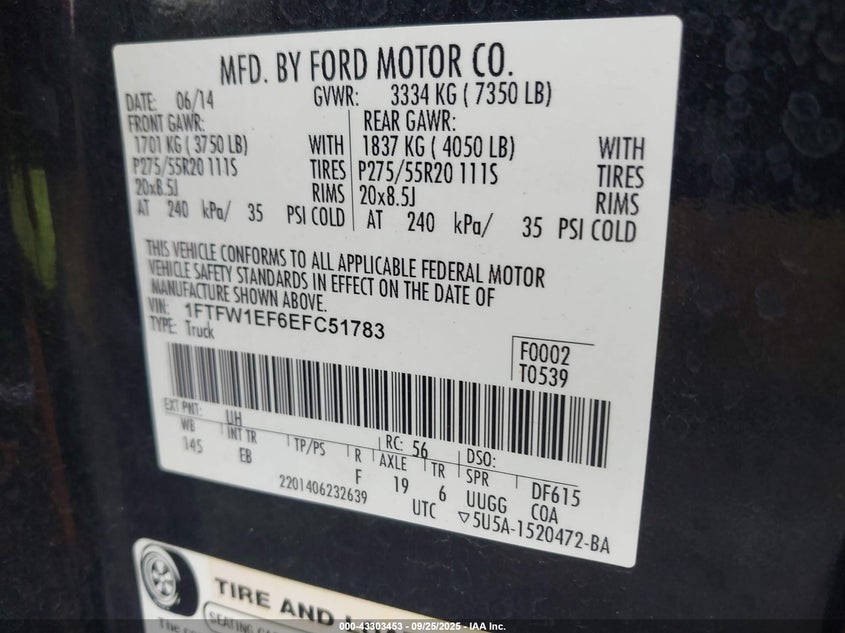 MFD. BY FORD MOTOR CO.
DATE: 06/14 GVWR: 3334 KG ( 7350 LB)
FRONT GAWR: REAR GAWR:
1701 KG ( 3750 LB) WITH 1837 KG ( 4050 LB) WITH
P275/55R20 111S TIRES P275/55R20 111S TIRES
20x8.5J RIMS 20x8.5J RIMS
AT 240 kPa/ 35 PSI COLD AT 240 kPa/ 35 PSI COLD
THIS VEHICLE CONFORMS TO ALL APPLICABLE FEDERAL MOTOR
VEHICLE SAFETY STANDARDS IN EFFECT ON THE DATE OF
MANUFACTURE SHOWN ABOVE.
VIN: 1FTFW1EF6EFC51783
TYPE: Truck
F0002
T0539
EXT PNT: UH RC: 56 DSO:
WB INT TR TP/PS R AXLE TR SPR
145 EB F 19 6 UUGG DF615
2201406232639 UTC COA
▽5U5A-1520472-BA
TIRE AND
SEATING
The
000-43303453 - 09/25/2025 - IAA Inc.